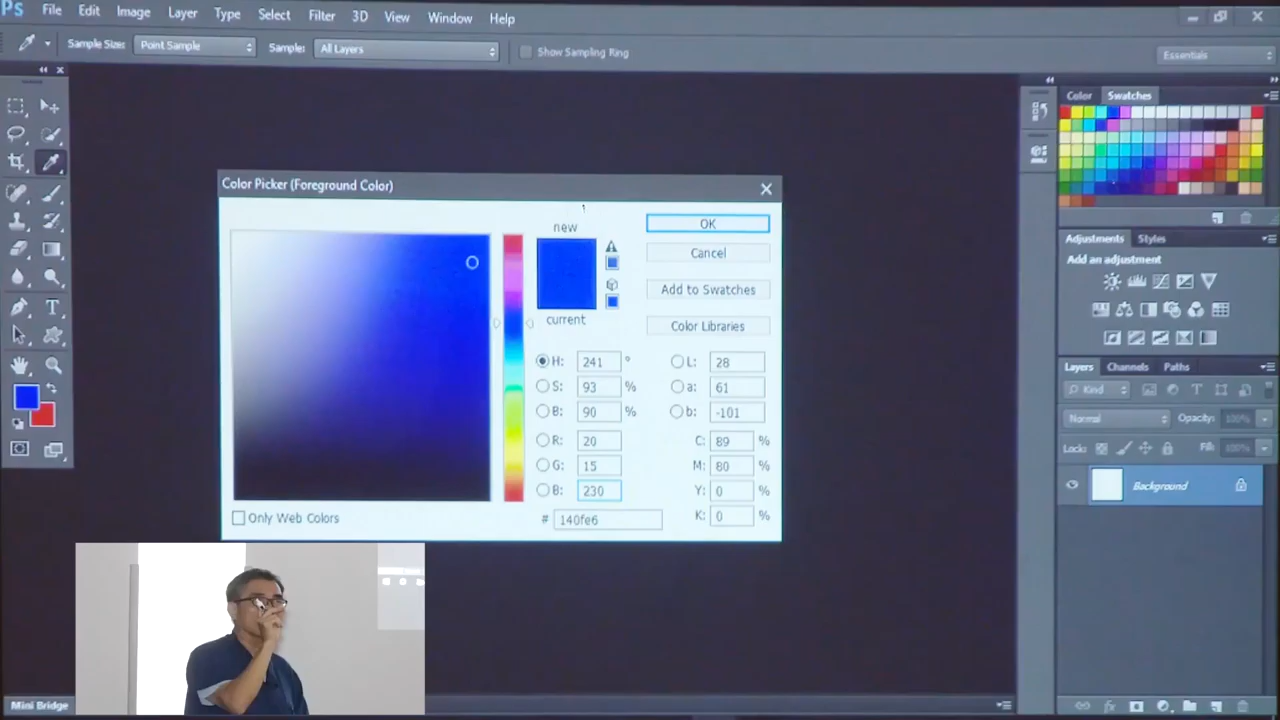 Ps File Edit Image Layer Type Select Filter 3D View Window Help
Sample Size: Point Sample Sample: All Layers Show Sampling Ring Essentials
Color Swatches
Color Picker (Foreground Color)
new
OK
Cancel
Add to Swatches
current
Color Libraries
H: 241 ° L: 28
S: 93 % a: 61
B: 90 % b: -101
R: 20 C: 89 %
G: 15 M: 80 %
B: 230 Y: 0 %
# 140fe6 K: 0 %
Only Web Colors
Adjustments Styles
Add an adjustment
Layers Channels Paths
Kind
Normal Opacity: 100%
Lock: Fill: 100%
Background
T
Mini Bridge